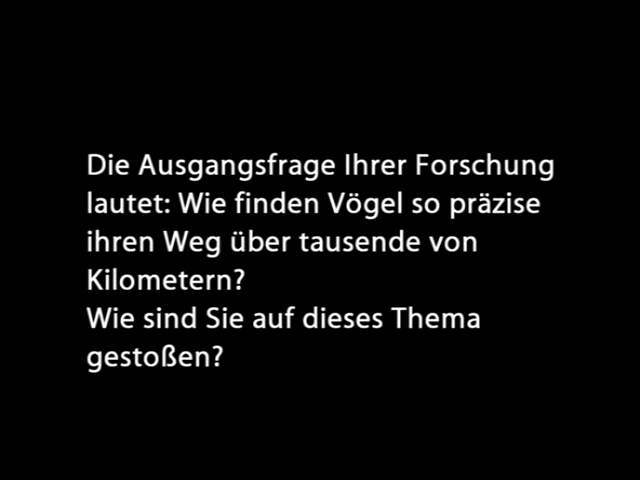 Die Ausgangsfrage Ihrer Forschung
lautet: Wie finden Vögel so präzise
ihren Weg über tausende von
Kilometern?
Wie sind Sie auf dieses Thema
gestoßen?